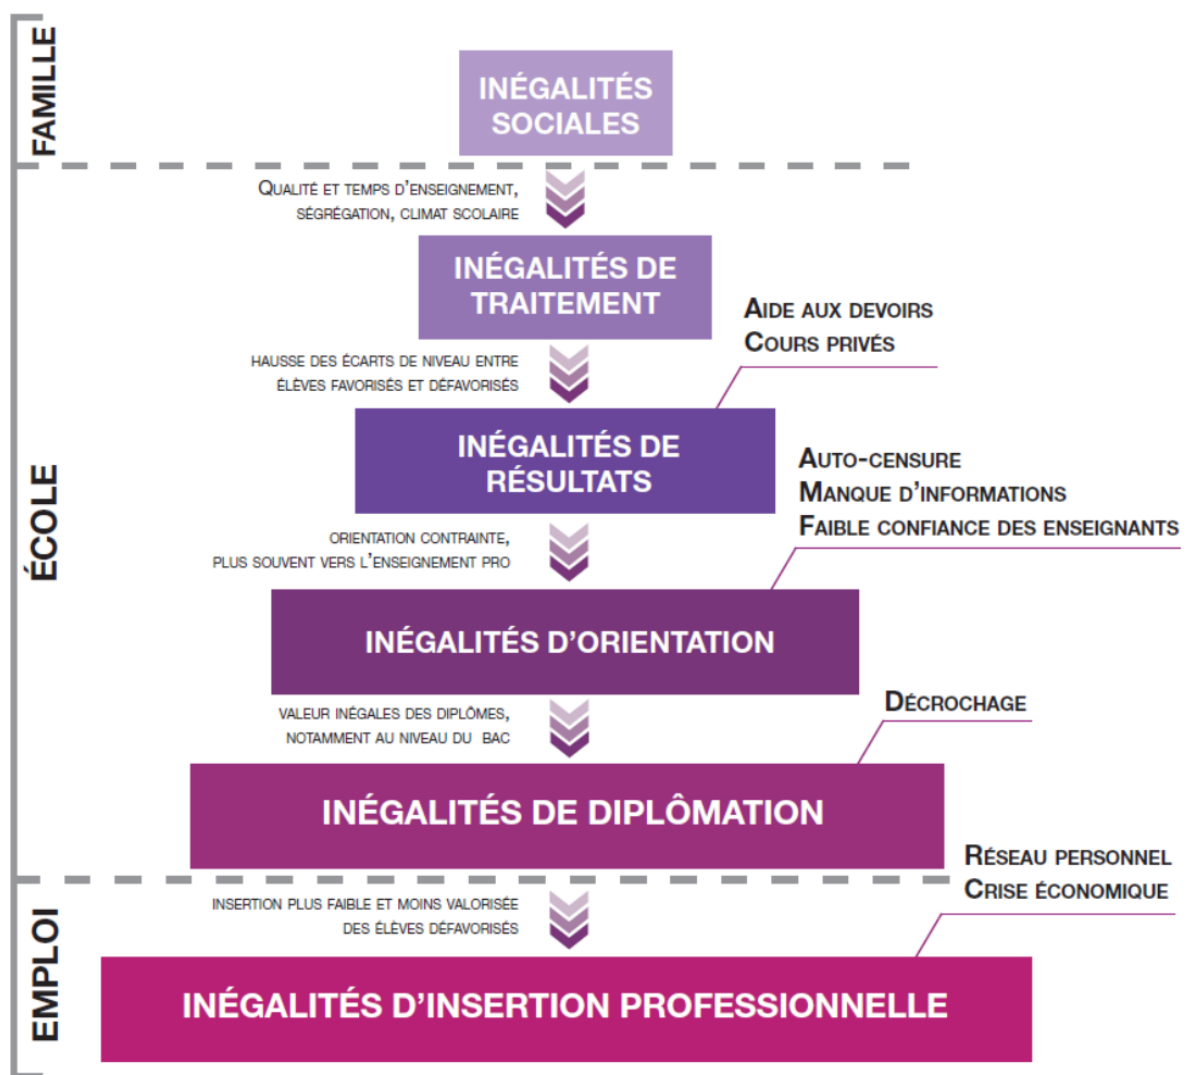 FAMILLE
INÉGALITÉS
SOCIALES
QUALITÉ ET TEMPS D'ENSEIGNEMENT,
SÉGRÉGATION, CLIMAT SCOLAIRE
ÉCOLE
INÉGALITÉS DE
TRAITEMENT
HAUSSE DES ÉCARTS DE NIVEAU ENTRE
ÉLÈVES FAVORISÉS ET DÉFAVORISÉS
AIDE AUX DEVOIRS
COURS PRIVÉS
INÉGALITÉS DE
RÉSULTATS
ORIENTATION CONTRAINTE,
PLUS SOUVENT VERS L'ENSEIGNEMENT PRO
AUTO-CENSURE
MANQUE D'INFORMATIONS
FAIBLE CONFIANCE DES ENSEIGNANTS
INÉGALITÉS D'ORIENTATION
VALEUR INÉGALES DES DIPLÔMES,
NOTAMMENT AU NIVEAU DU BAC
DÉCROCHAGE
INÉGALITÉS DE DIPLÔMATION
EMPLOI
INSERTION PLUS FAIBLE ET MOINS VALORISÉE
DES ÉLÈVES DÉFAVORISÉS
RÉSEAU PERSONNEL
CRISE ÉCONOMIQUE
INÉGALITÉS D'INSERTION PROFESSIONNELLE